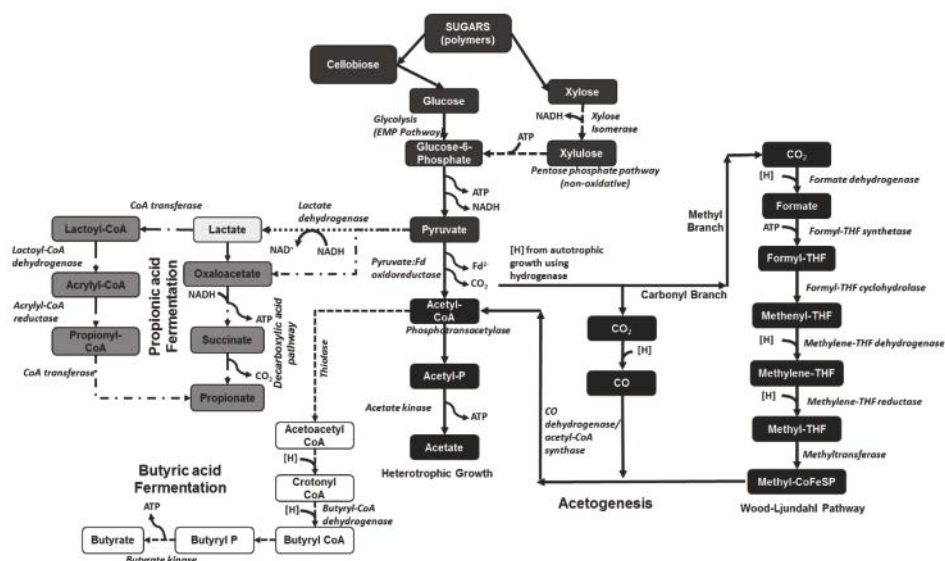 SUGARS
(polymers)
Cellobiose
Glucose
Xylose
Glycolysis
(EMP Pathway)
NADH
Xylose
Isomerase
Glucose-6-
Phosphate
ATP
Xylulose
Pentose phosphate pathway
(non-oxidative)
ATP
NADH
CoA transferase
Lactate
dehydrogenase
Lactoyl-CoA
Lactate
Pyruvate
NAD⁺
NADH
Lactoyl-CoA
dehydrogenase
Oxaloacetate
Pyruvate:Fd
oxidoreductase
Fd²⁻
CO₂
[H] from autotrophic
growth using
hydrogenase
Acrylyl-CoA
NADH
ATP
Acrylyl-CoA
reductase
Propionic acid
Fermentation
Succinate
Decarboxylic acid
pathway
Propionyl-
CoA
CO₂
CoA transferase
Propionate
Acetyl-
CoA
Phosphotransacetylase
Thiolase
Acetyl-P
Acetate kinase
ATP
Acetate
Heterotrophic Growth
Acetoacetyl
CoA
[H]
Crotonyl
CoA
[H]
Butyryl-CoA
dehydrogenase
Butyric acid
Fermentation
ATP
Butyrate
Butyryl P
Butyryl CoA
Butyrate kinase
Methyl
Branch
Carbonyl Branch
CO₂
[H]
CO
CO
dehydrogenase/
acetyl-CoA
synthase
Acetogenesis
CO₂
[H]
Formate dehydrogenase
Formate
ATP
Formyl-THF synthetase
Formyl-THF
Formyl-THF cyclohydrolase
Methenyl-THF
[H]
Methylene-THF dehydrogenase
Methylene-THF
[H]
Methylene-THF reductase
Methyl-THF
Methyltransferase
Methyl-CoFeSP
Wood-Ljundahl Pathway